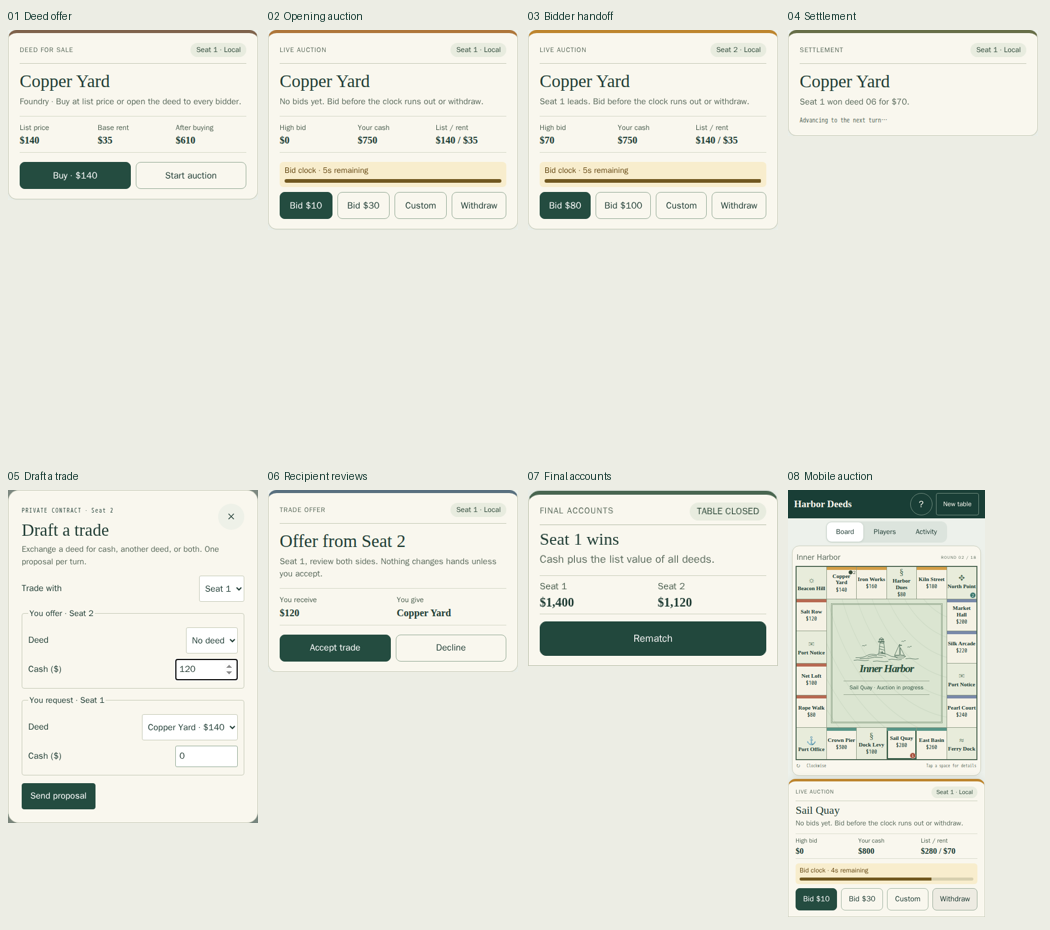 01 Deed offer
DEED FOR SALE
Seat 1 · Local
Copper Yard
Foundry · Buy at list price or open the deed to every bidder.
List price
Base rent
After buying
$140
$35
$610
Buy · $140
Start auction
02 Opening auction
LIVE AUCTION
Seat 1 · Local
Copper Yard
No bids yet. Bid before the clock runs out or withdraw.
High bid
Your cash
List / rent
$0
$750
$140 / $35
Bid clock · 5s remaining
Bid $10
Bid $30
Custom
Withdraw
03 Bidder handoff
LIVE AUCTION
Seat 2 · Local
Copper Yard
Seat 1 leads. Bid before the clock runs out or withdraw.
High bid
Your cash
List / rent
$70
$750
$140 / $35
Bid clock · 5s remaining
Bid $80
Bid $100
Custom
Withdraw
04 Settlement
SETTLEMENT
Seat 1 · Local
Copper Yard
Seat 1 won deed 06 for $70.
Advancing to the next turn…
05 Draft a trade
PRIVATE CONTRACT · Seat 2
×
Draft a trade
Exchange a deed for cash, another deed, or both. One
proposal per turn.
Trade with
Seat 1
You offer · Seat 2
Deed
No deed
Cash ($)
120
You request · Seat 1
Deed
Copper Yard · $140
Cash ($)
0
Send proposal
06 Recipient reviews
TRADE OFFER
Seat 1 · Local
Offer from Seat 2
Seat 1, review both sides. Nothing changes hands unless
you accept.
You receive
You give
$120
Copper Yard
Accept trade
Decline
07 Final accounts
FINAL ACCOUNTS
TABLE CLOSED
Seat 1 wins
Cash plus the list value of all deeds.
Seat 1
Seat 2
$1,400
$1,120
Rematch
08 Mobile auction
Harbor Deeds
?
New table
Board
Players
Activity
Inner Harbor
Beacon Hill
Copper
Yard
$140
Iron Works
$160
§
Harbor
Dues
$80
Kiln Street
$180
North Point
Salt Row
$120
Market
Hall
$200
Port Notice
Silk Arcade
$220
Net Loft
$100
Port Notice
Rope Walk
$80
Pearl Court
$240
Inner Harbor
Sail Quay · Auction in progress.
Port Office
Crown Pier
$300
§
Dock Levy
$100
Sail Quay
$280
East Basin
$260
Ferry Dock
Clockwise
Tap a space for details
LIVE AUCTION
Seat 1 · Local
Sail Quay
No bids yet. Bid before the clock runs out or withdraw.
High bid
Your cash
List / rent
$0
$800
$280 / $70
Bid clock · 4s remaining
Bid $10
Bid $30
Custom
Withdraw